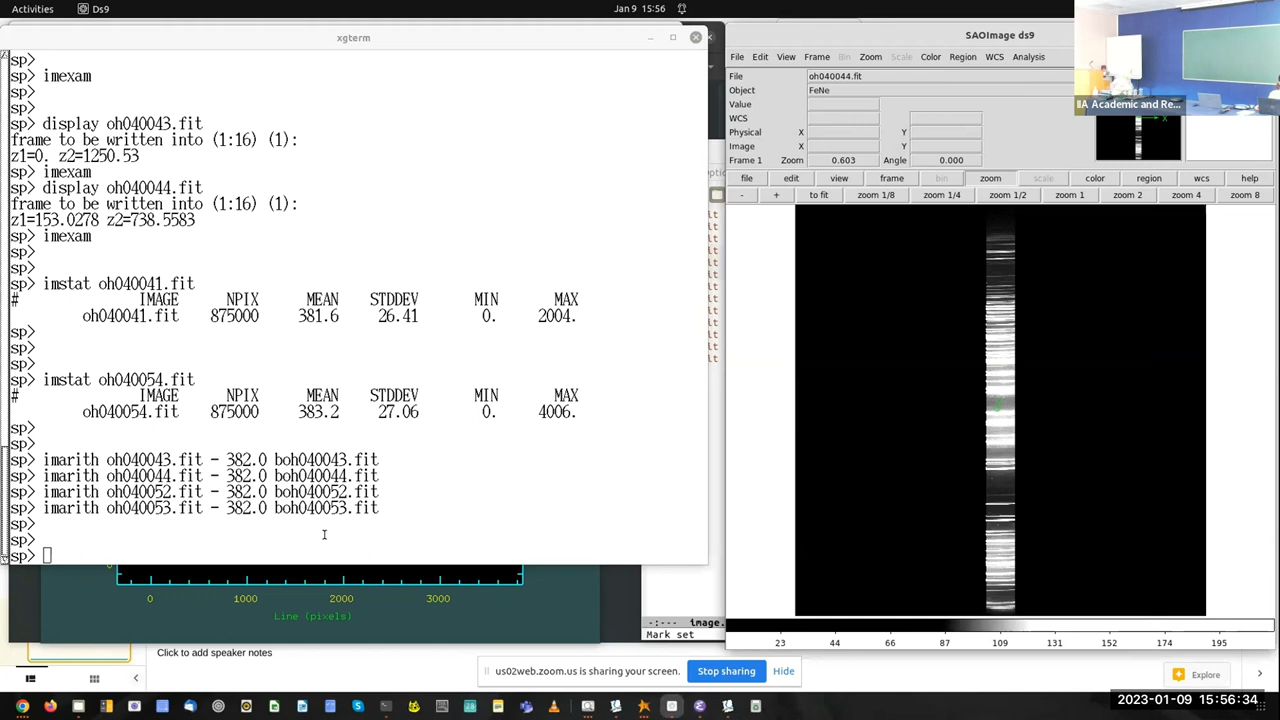 Activities
Ds9
Jan 9 15:56
xgterm
sp>
sp> imexam
sp>
sp>
sp> display oh040043.fit
frame to be written into (1:16) (1):
z1=0. z2=1250.53
sp> imexam
sp> display oh040044.fit
frame to be written into (1:16) (1):
z1=153.0278 z2=738.5583
sp> imexam
sp>
sp>
sp> imstat oh040041.fit
# IMAGE NPIX MEAN STDDEV MIN MAX
oh040041.fit 875000 381.6 26.41 0. 2004.
sp>
sp>
sp>
sp> imstat oh040054.fit
# IMAGE NPIX MEAN STDDEV MIN MAX
oh040054.fit 875000 383.2 27.06 0. 4006.
sp>
sp>
sp> imarith oh040043.fit - 382.0 boh040043.fit
sp> imarith oh040044.fit - 382.0 boh040044.fit
sp> imarith oh040052.fit - 382.0 boh040052.fit
sp> imarith oh040053.fit - 382.0 boh040053.fit
sp>
sp>
sp>
0 1000 2000 3000
Line (pixels)
-:--- image.
Mark set
Click to add speaker notes
us02web.zoom.us is sharing your screen.
Stop sharing
Hide
Explore
2023-01-09 15:56:34
SAOImage ds9
File Edit View Frame Bin Zoom Scale Color Region WCS Analysis
File oh040044.fit
Object FeNe
Value
WCS
Physical X Y
Image X Y
Frame 1 Zoom 0.603 Angle 0.000
file edit view frame bin zoom scale color region wcs help
- + to fit zoom 1/8 zoom 1/4 zoom 1/2 zoom 1 zoom 2 zoom 4 zoom 8
23 44 66 87 109 131 152 174 195
IIA Academic and Re...
X